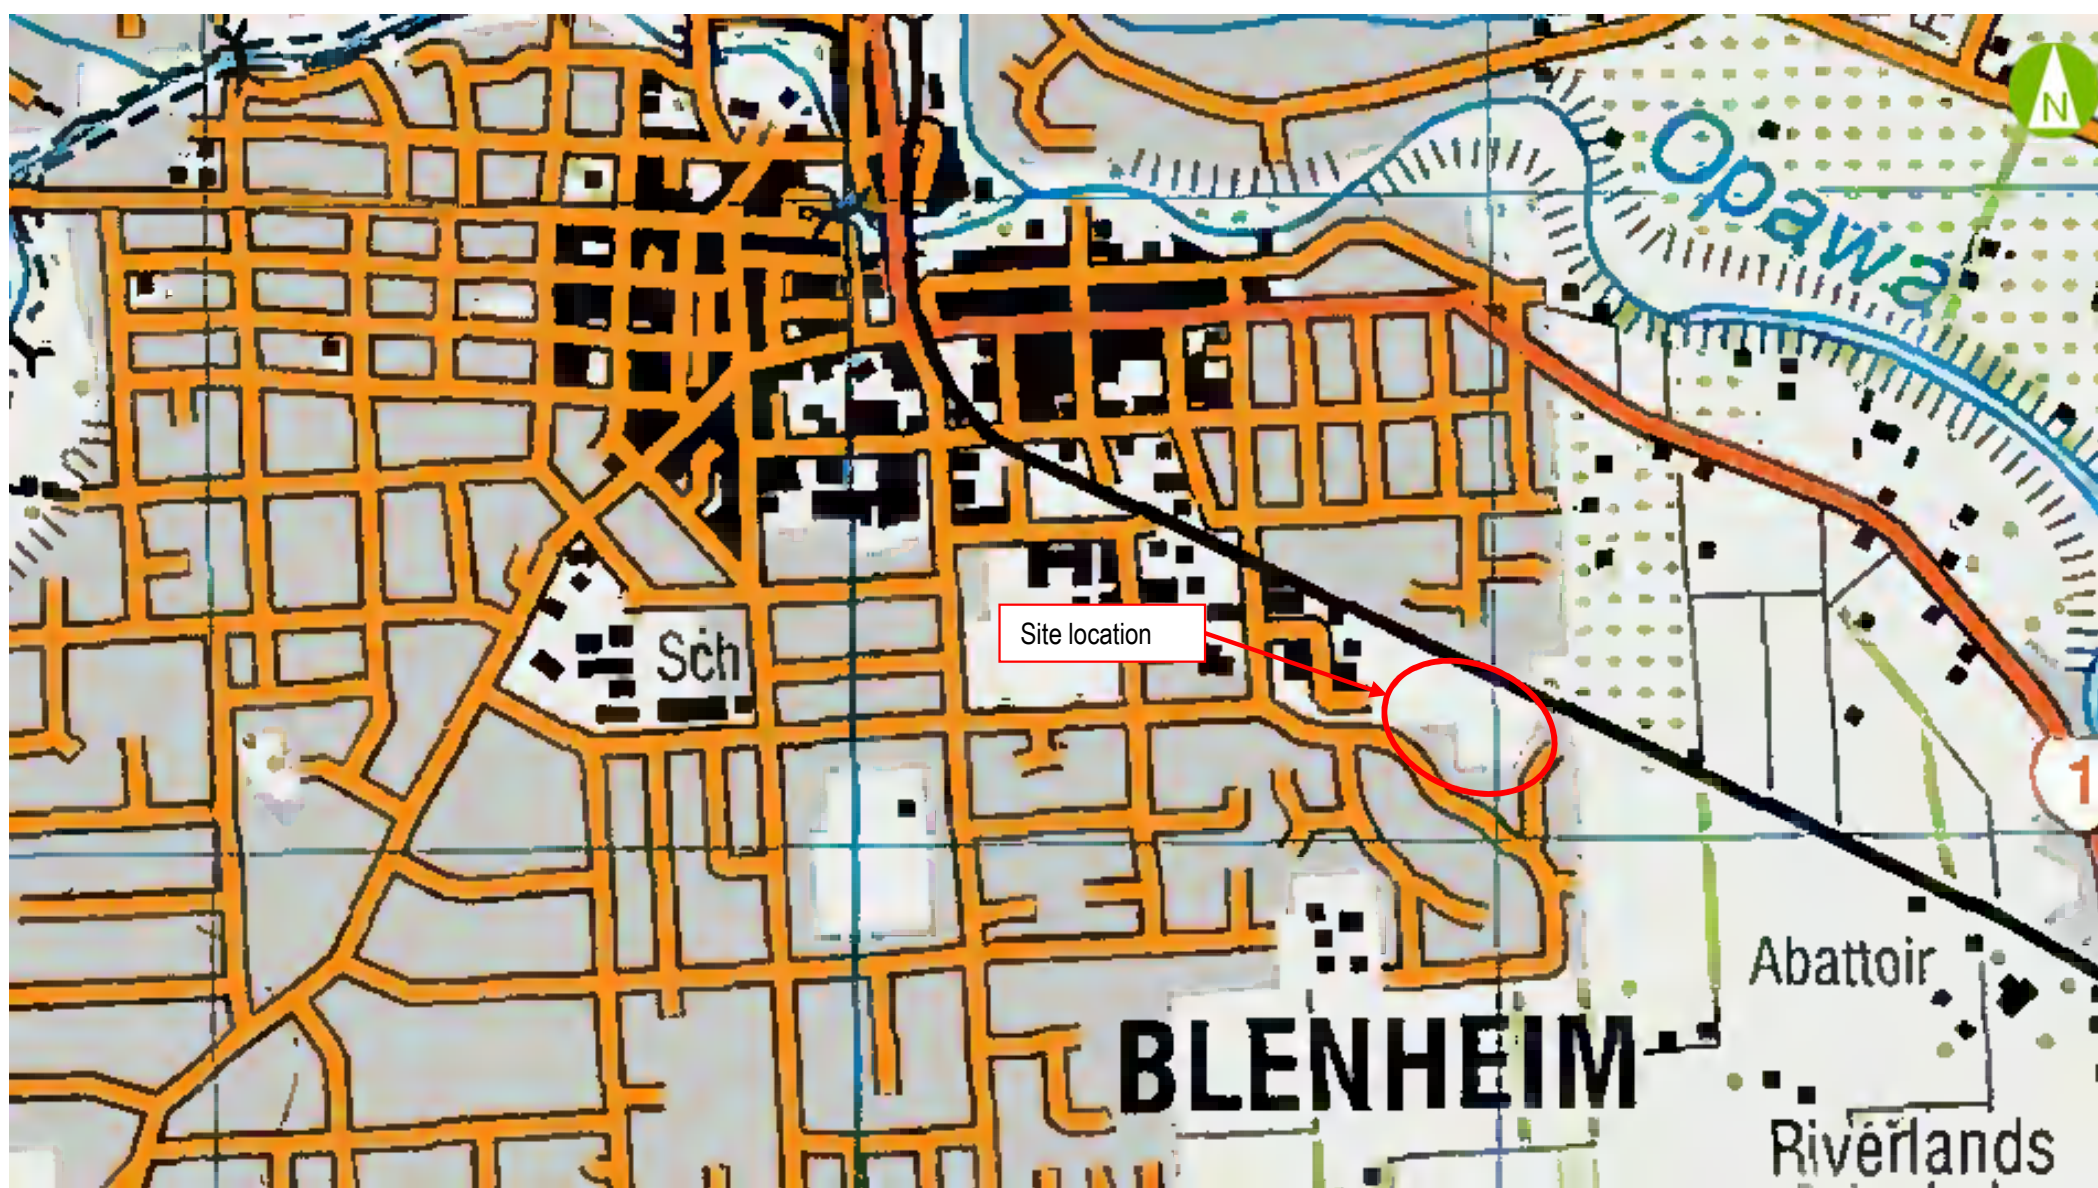 N
Opawa
Site location
Sch
1
Abattoir
BLENHEIM
Riverlands